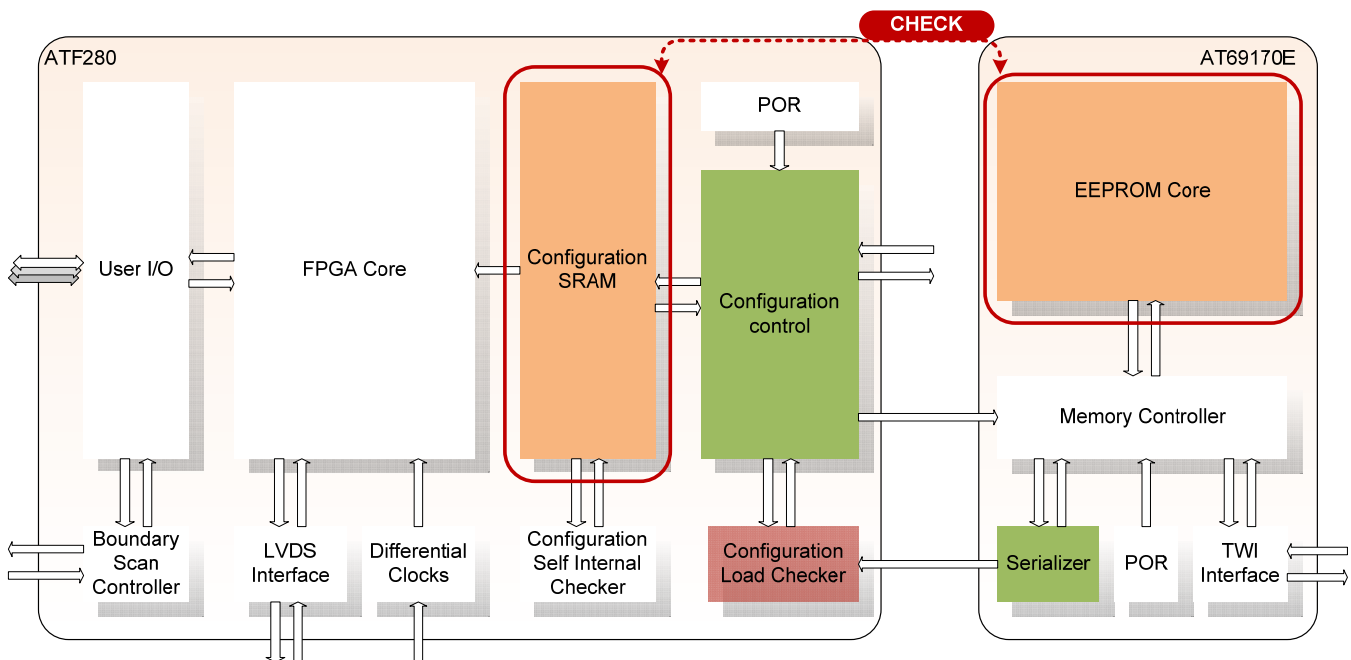 CHECK
ATF280
AT69170E
POR
EEPROM Core
User I/O
FPGA Core
Configuration
SRAM
Configuration
control
Memory Controller
Boundary
Scan
Controller
LVDS
Interface
Differential
Clocks
Configuration
Self Internal
Checker
Configuration
Load Checker
Serializer
POR
TWI
Interface